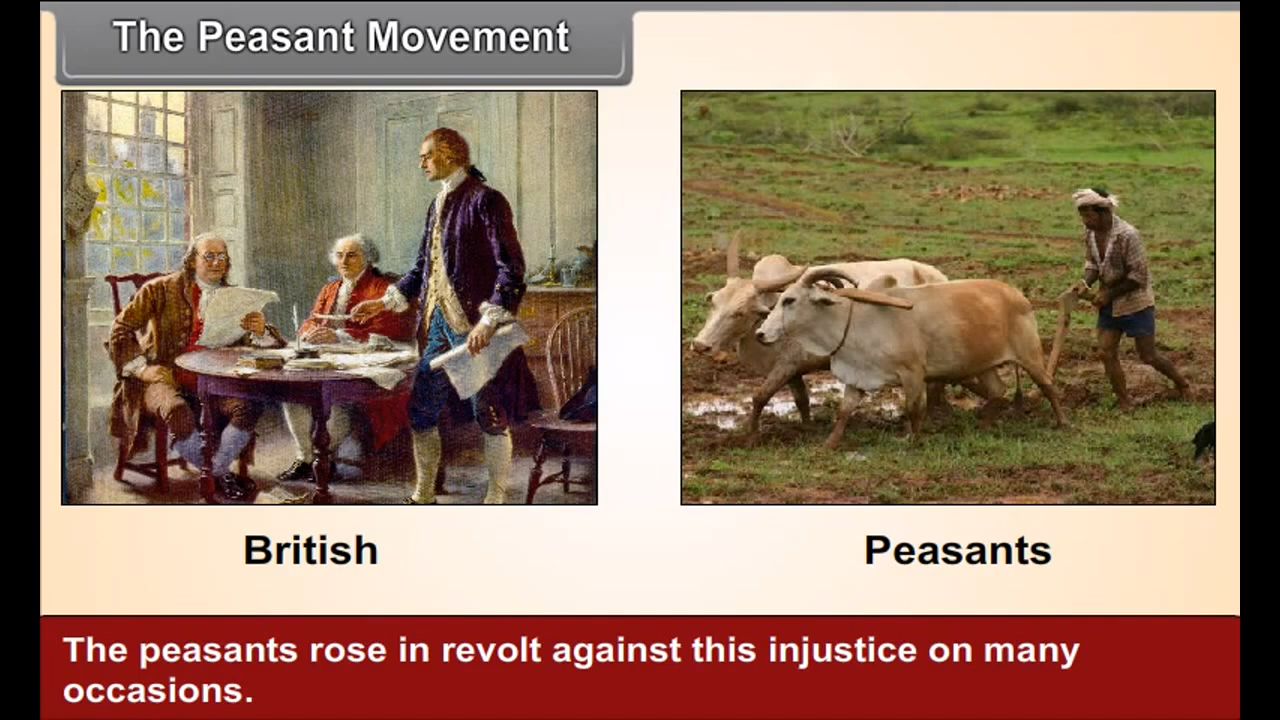 The Peasant Movement
British
Peasants
The peasants rose in revolt against this injustice on many
occasions.